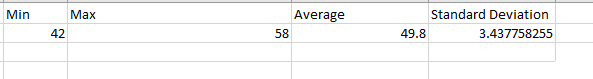 Min Max Average Standard Deviation
42 58 49.8 3.437758255